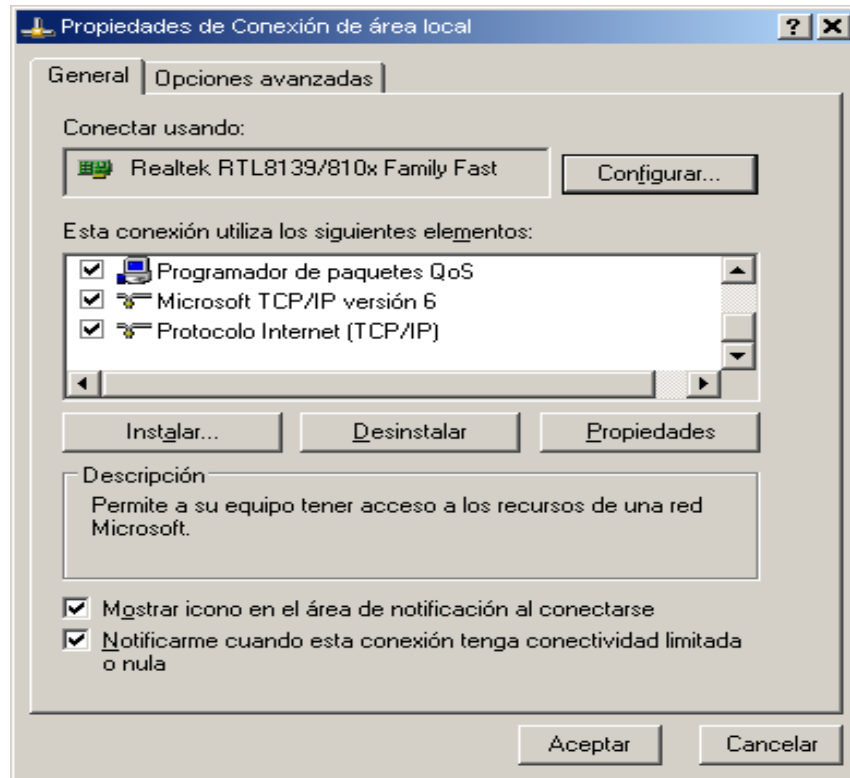 Propiedades de Conexión de área local
General
Opciones avanzadas
Conectar usando:
Realtek RTL8139/810x Family Fast
Configurar...
Esta conexión utiliza los siguientes elementos:
Programador de paquetes QoS
Microsoft TCP/IP versión 6
Protocolo Internet (TCP/IP)
Instalar...
Desinstalar
Propiedades
Descripción
Permite a su equipo tener acceso a los recursos de una red
Microsoft.
Mostrar icono en el área de notificación al conectarse
Notificarme cuando esta conexión tenga conectividad limitada
o nula
Aceptar
Cancelar